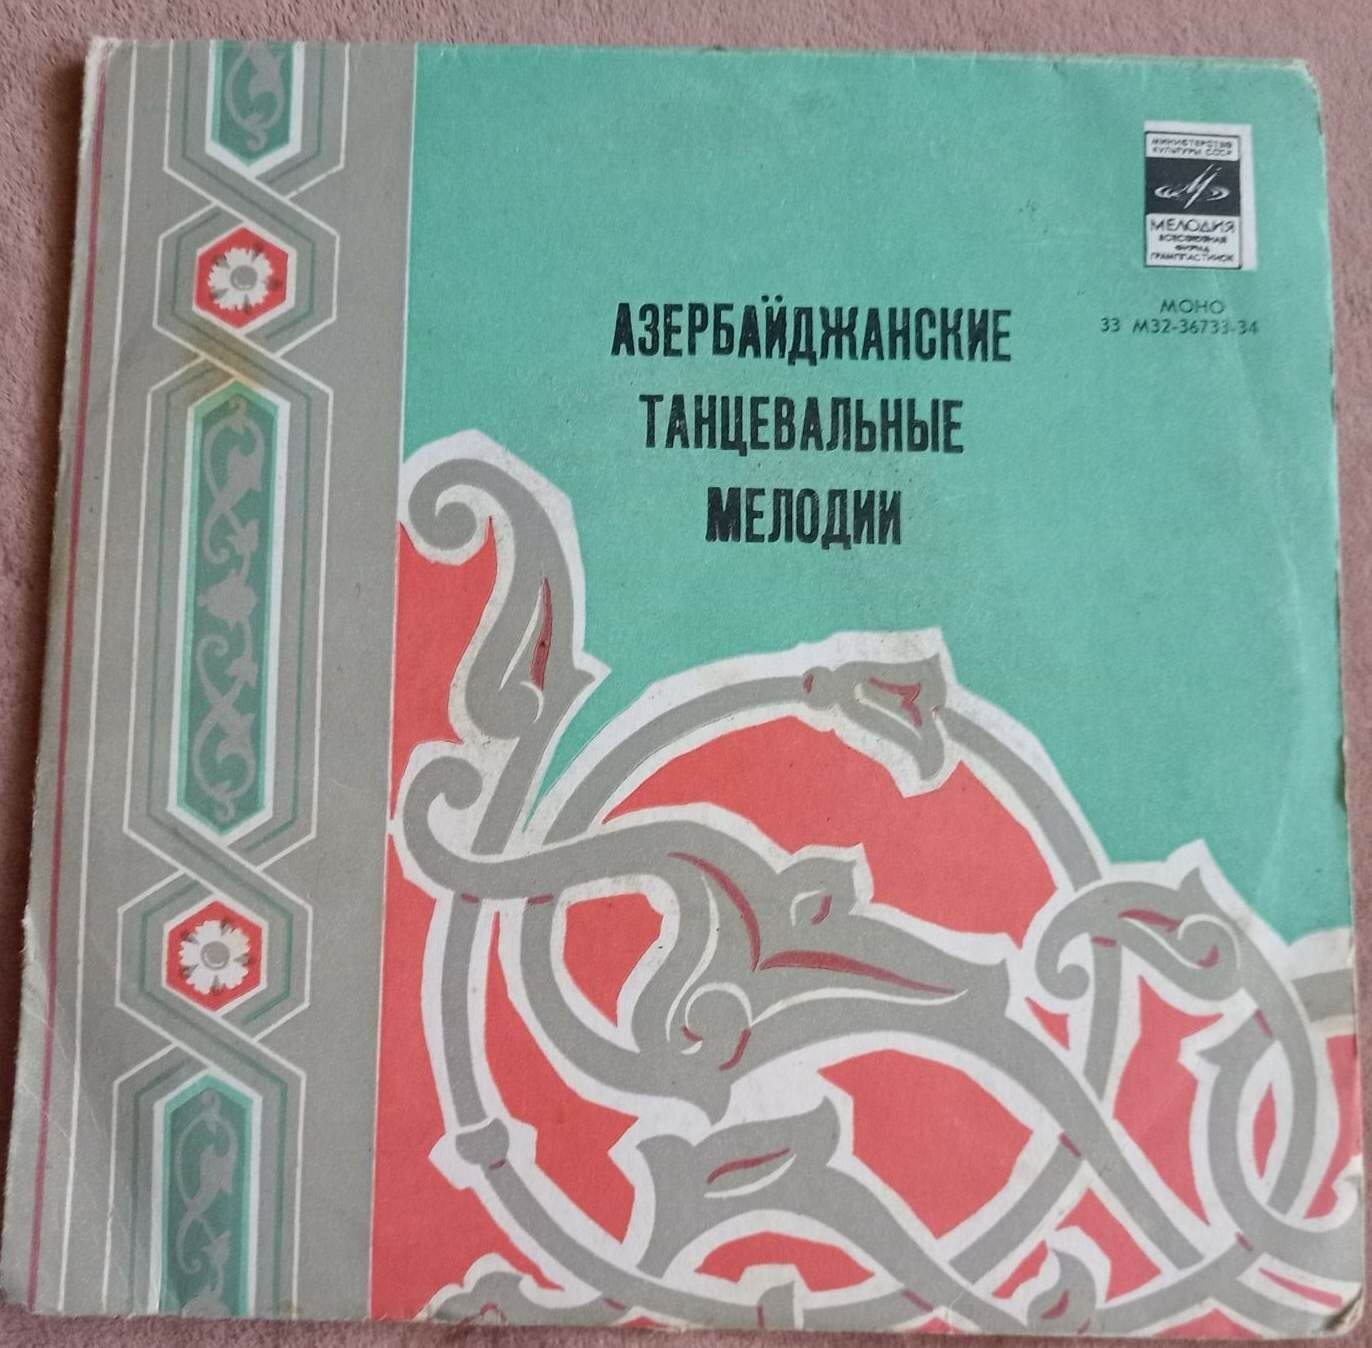 МИНИСТЕРСТВО
КУЛЬТУРЫ СССР
МЕЛОДИЯ
ВСЕСОЮЗНАЯ
ФИРМА
ГРАМПЛАСТИНОК
МОНО
33 М32-36733-34
АЗЕРБАЙДЖАНСКИЕ
ТАНЦЕВАЛЬНЫЕ
МЕЛОДИИ